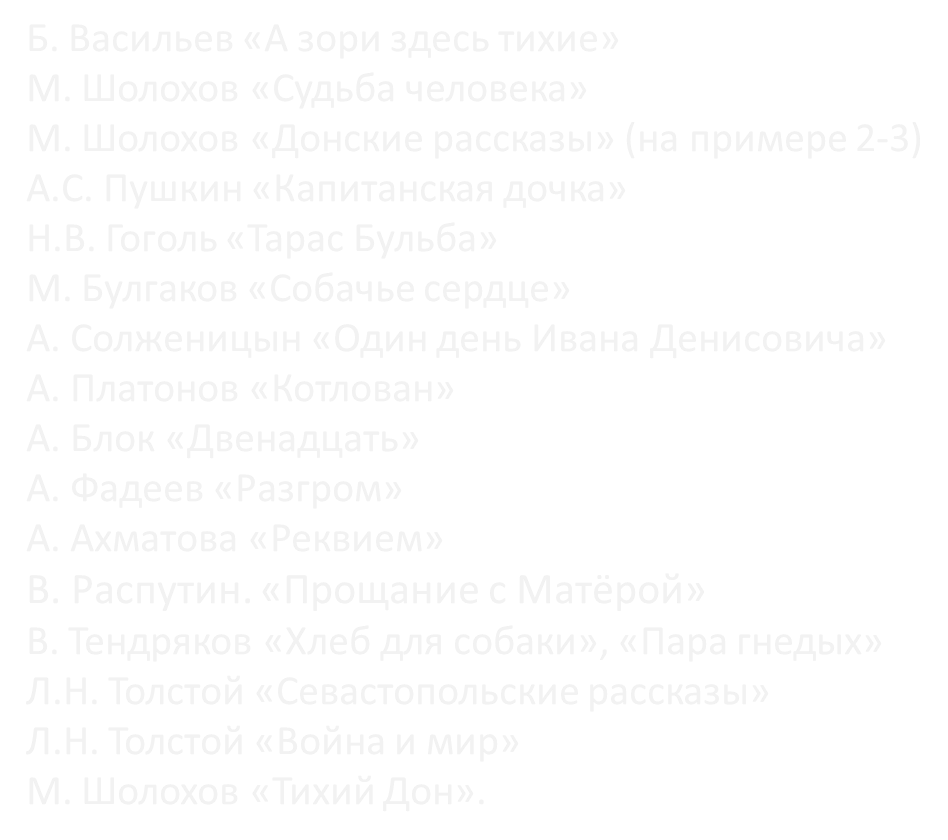 Б. Васильев «А зори здесь тихие»
М. Шолохов «Судьба человека»
М. Шолохов «Донские рассказы» (на примере 2-3)
А.С. Пушкин «Капитанская дочка»
Н.В. Гоголь «Тарас Бульба»
М. Булгаков «Собачье сердце»
А. Солженицын «Один день Ивана Денисовича»
А. Платонов «Котлован»
А. Блок «Двенадцать»
А. Фадеев «Разгром»
А. Ахматова «Реквием»
В. Распутин. «Прощание с Матёрой»
В. Тендряков «Хлеб для собаки», «Пара гнедых»
Л.Н. Толстой «Севастопольские рассказы»
Л.Н. Толстой «Война и мир»
М. Шолохов «Тихий Дон».